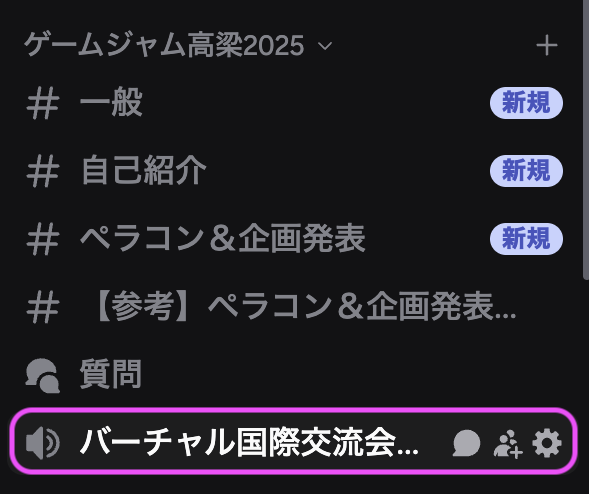 ゲームジャム高梁2025
一般 新規
自己紹介 新規
ペラコン＆企画発表 新規
【参考】ペラコン＆企画発表...
質問
バーチャル国際交流会...